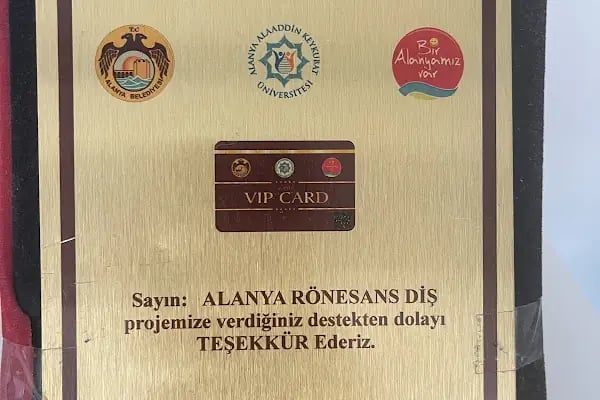 T.C.
ALANYA BELEDİYESİ
ALANYA ALAADDİN KEYKUBAT ÜNİVERSİTESİ
Bir
Alanyamız
var
VIP CARD
Sayın: ALANYA RÖNESANS DİŞ
projemize verdiğiniz destekten dolayı
TEŞEKKÜR Ederiz.